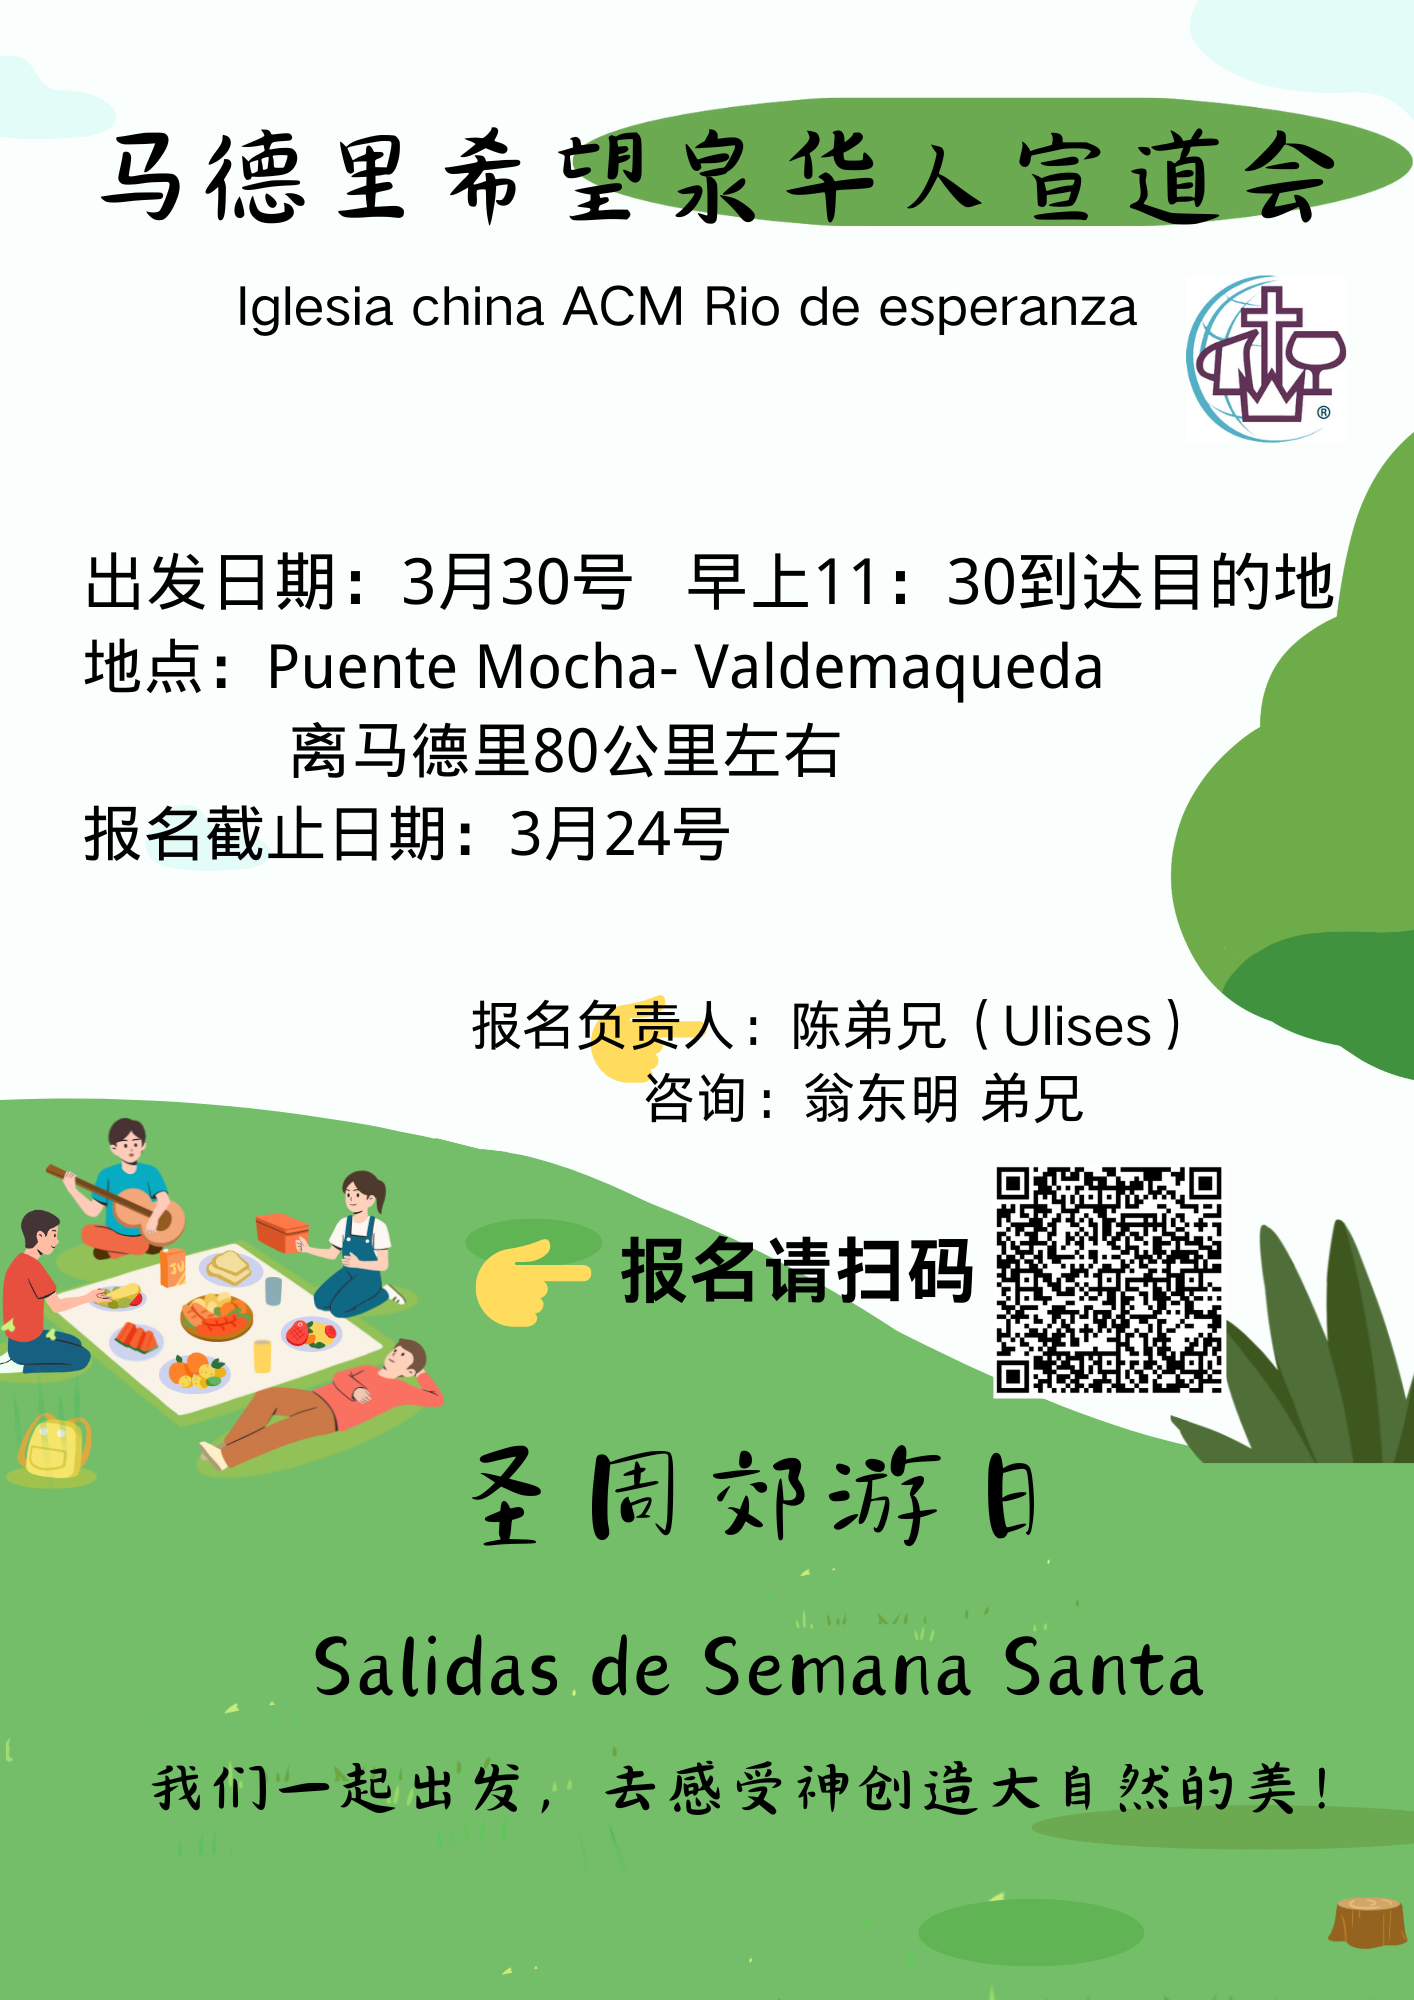 马德里希望泉华人宣道会
Iglesia china ACM Rio de esperanza
®
出发日期：3月30号 早上11：30到达目的地
地点：Puente Mocha- Valdemaqueda
离马德里80公里左右
报名截止日期：3月24号
报名负责人：陈弟兄（Ulises）
咨询：翁东明 弟兄
JU
报名请扫码
圣周郊游日
Salidas de Semana Santa
我们一起出发，去感受神创造大自然的美！